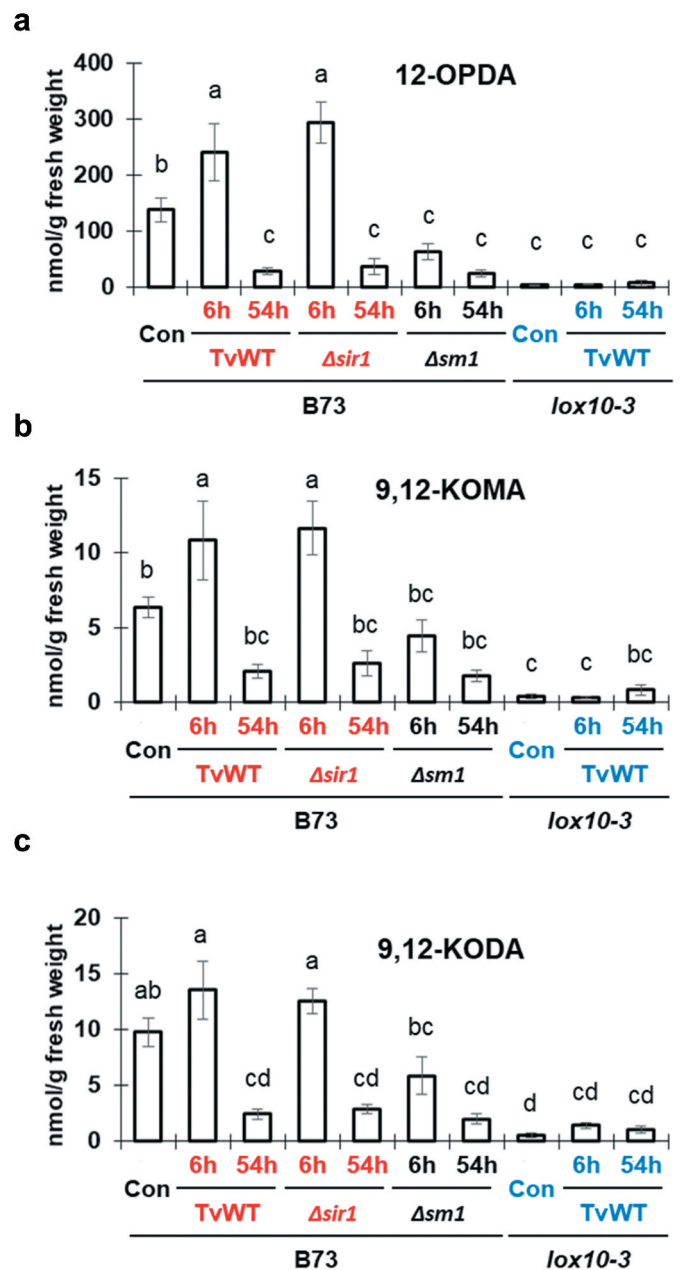 a
12-OPDA
nmol/g fresh weight
400
300
200
100
0
b a c a c c c c c c
6h 54h 6h 54h 6h 54h 6h 54h
Con Con
TvWT Δsir1 Δsm1 TvWT
B73 lox10-3
b
9,12-KOMA
nmol/g fresh weight
15
10
5
0
b a bc a bc bc bc c c bc
6h 54h 6h 54h 6h 54h 6h 54h
Con Con
TvWT Δsir1 Δsm1 TvWT
B73 lox10-3
c
9,12-KODA
nmol/g fresh weight
20
15
10
5
0
ab a cd a cd bc cd d cd cd
6h 54h 6h 54h 6h 54h 6h 54h
Con Con
TvWT Δsir1 Δsm1 TvWT
B73 lox10-3